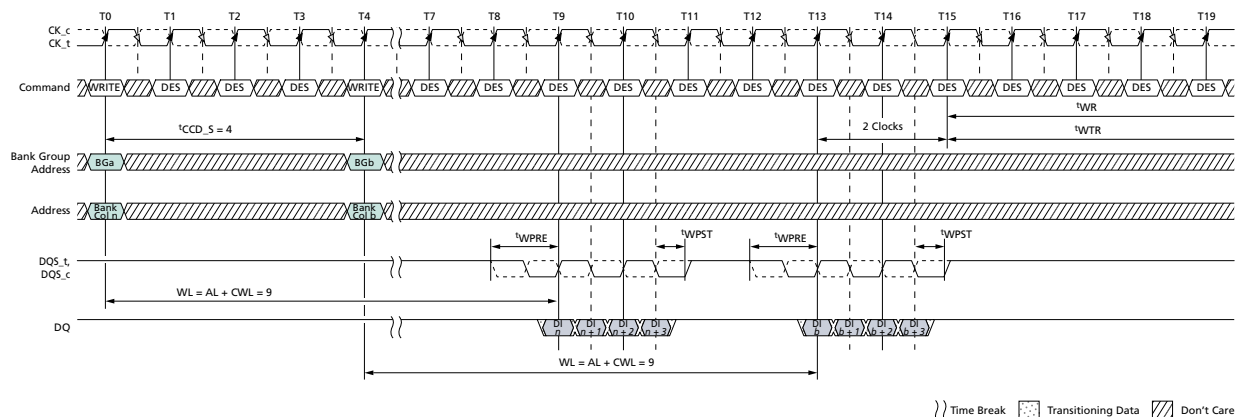 T0 T1 T2 T3 T4 T7 T8 T9 T10 T11 T12 T13 T14 T15 T16 T17 T18 T19
CK_c
CK_t
Command WRITE DES DES DES WRITE DES DES DES DES DES DES DES DES DES DES DES DES DES
tWR
tCCD_S = 4
2 Clocks
tWTR
Bank Group
Address
BGa BGb
Address
Bank
Col n
Bank
Col b
tWPRE tWPST tWPRE tWPST
DQS_t,
DQS_c
WL = AL + CWL = 9
DQ
DI
n
DI
n + 1
DI
n + 2
DI
n + 3
DI
b
DI
b + 1
DI
b + 2
DI
b + 3
WL = AL + CWL = 9
Time Break Transitioning Data Don't Care